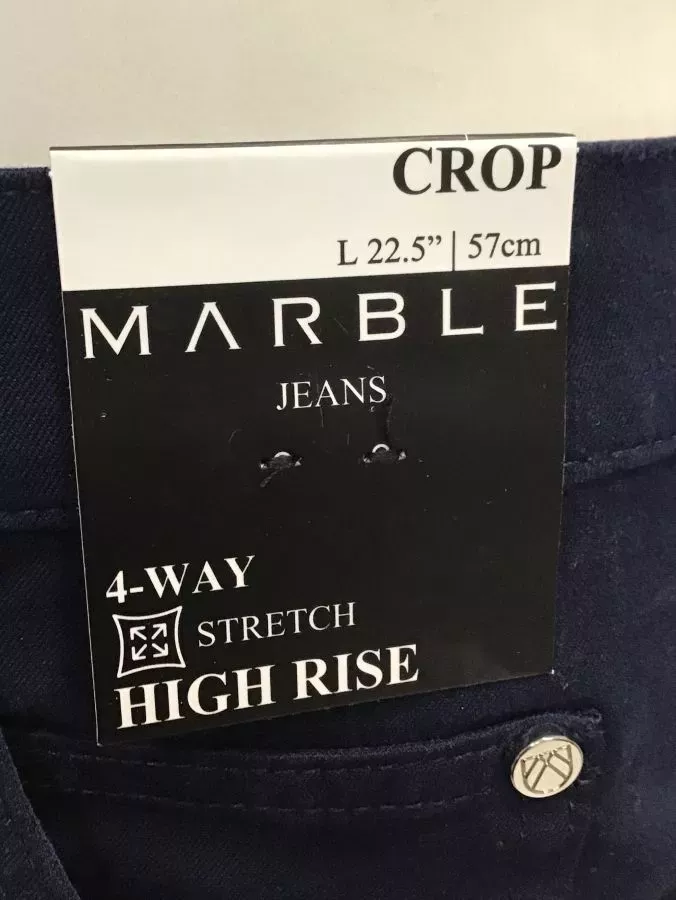 CROP
L 22.5” | 57cm
MARBLE
JEANS
4-WAY
STRETCH
HIGH RISE